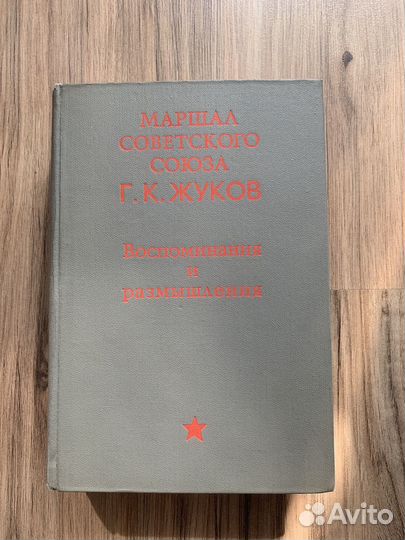 МАРШАЛ
СОВЕТСКОГО
СОЮЗА
Г. К. ЖУКОВ
Воспоминания
и
размышления
Avito